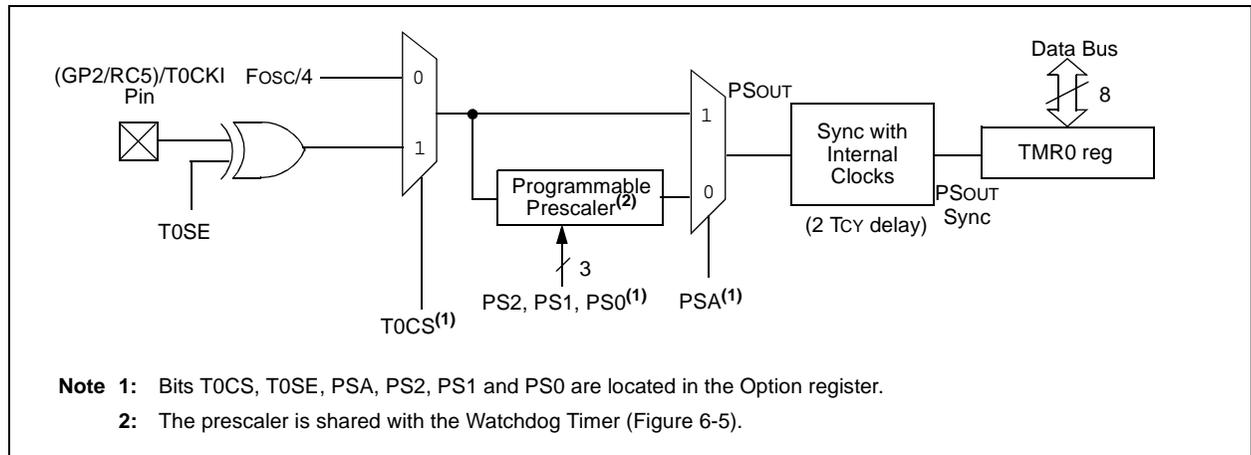 Data Bus
8
(GP2/RC5)/T0CKI
Pin
FOSC/4
0
1
T0SE
T0CS(1)
Programmable
Prescaler(2)
3
PS2, PS1, PS0(1)
1
0
PSA(1)
PSOUT
Sync with
Internal
Clocks
(2 TCY delay)
PSOUT
Sync
TMR0 reg
Note 1: Bits T0CS, T0SE, PSA, PS2, PS1 and PS0 are located in the Option register.
2: The prescaler is shared with the Watchdog Timer (Figure 6-5).